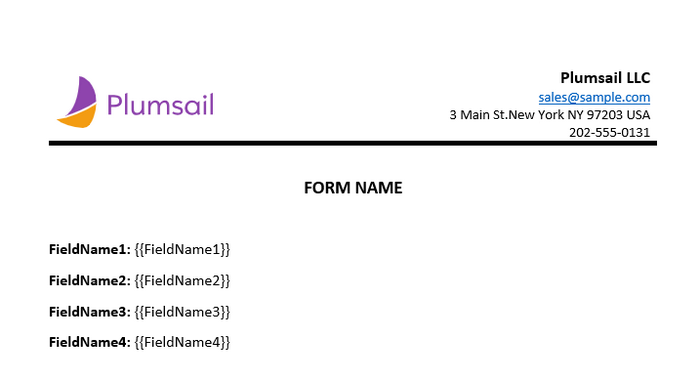 Plumsail
Plumsail LLC
sales@sample.com
3 Main St.New York NY 97203 USA
202-555-0131
FORM NAME
FieldName1: {{FieldName1}}
FieldName2: {{FieldName2}}
FieldName3: {{FieldName3}}
FieldName4: {{FieldName4}}